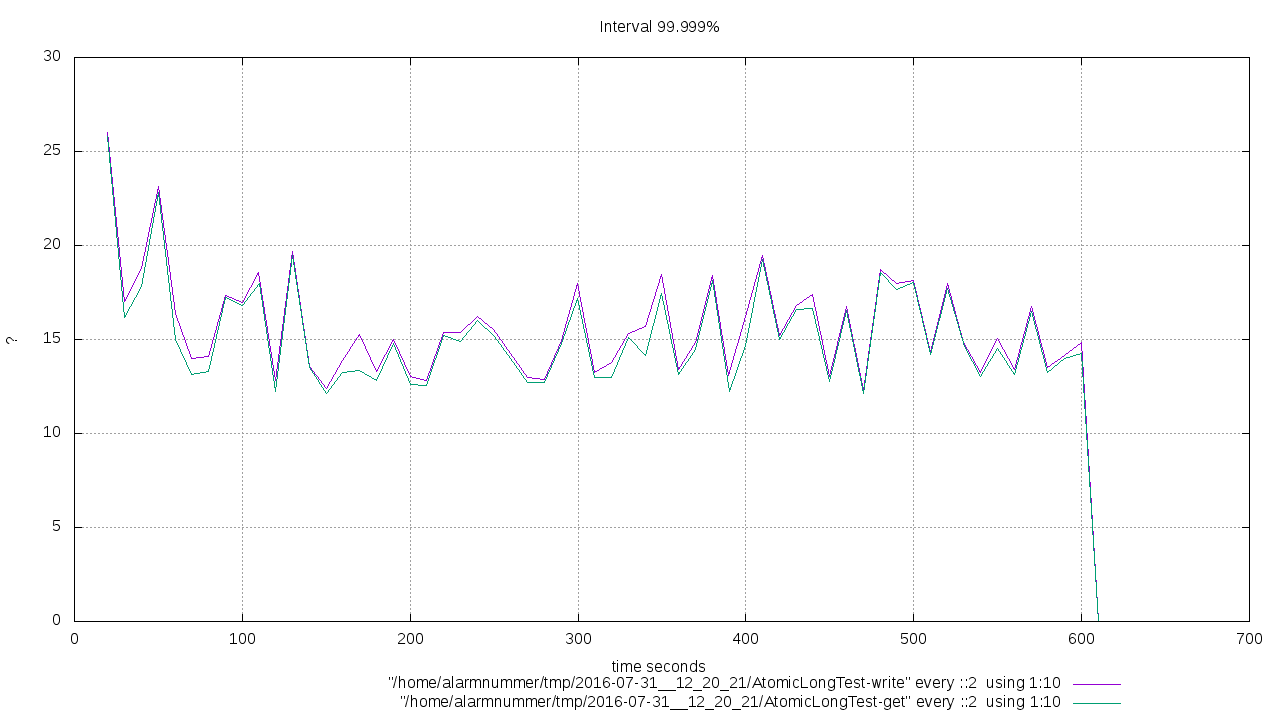 Interval 99.999%
30
25
20
15
10
5
0
?
0 100 200 300 400 500 600 700
time seconds
"/home/alarmnummer/tmp/2016-07-31__12_20_21/AtomicLongTest-write" every ::2  using 1:10
"/home/alarmnummer/tmp/2016-07-31__12_20_21/AtomicLongTest-get" every ::2  using 1:10